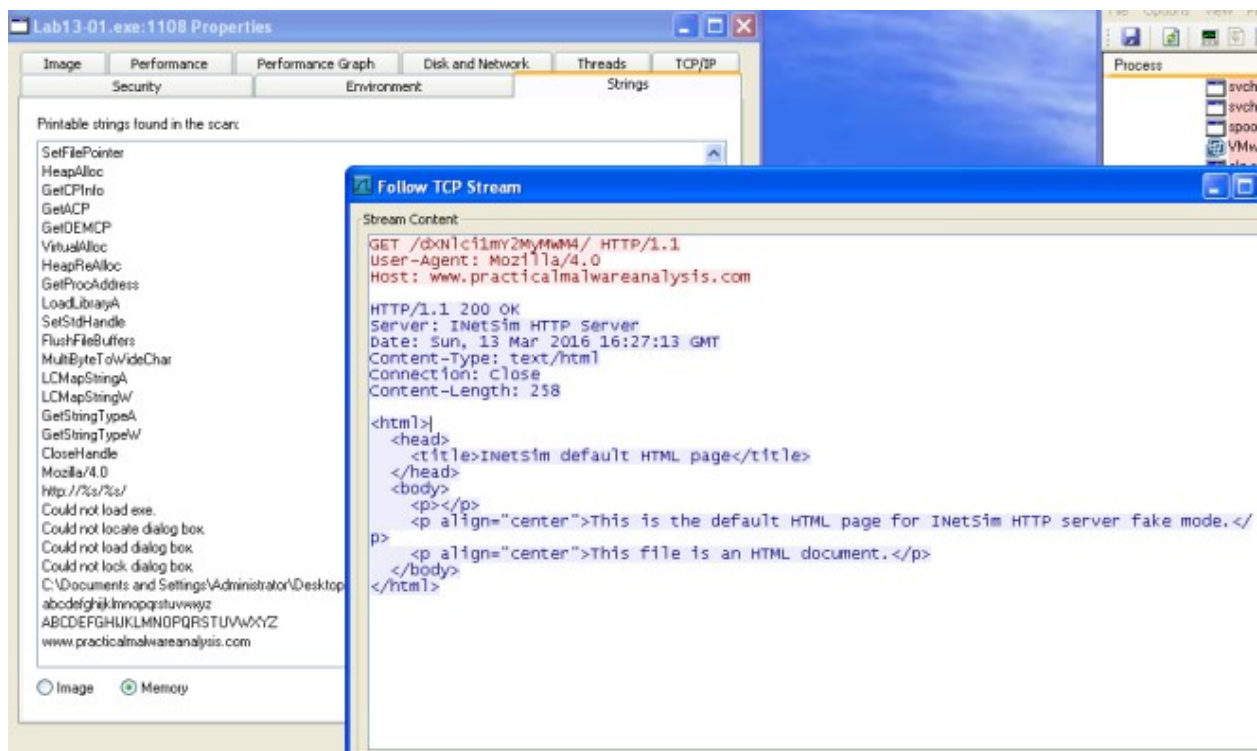 Lab13-01.exe:1108 Properties
Image Performance Performance Graph Disk and Network Threads TCP/IP
Security Environment Strings
Printable strings found in the scan:
SetFilePointer
HeapAlloc
GetCPInfo
GetACP
GetOEMCP
VirtualAlloc
HeapReAlloc
GetProcAddress
LoadLibraryA
SetStdHandle
FlushFileBuffers
MultiByteToWideChar
LCMapStringA
LCMapStringW
GetStringTypeA
GetStringTypeW
CloseHandle
Mozilla/4.0
http://%s/%s/
Could not load exe.
Could not locate dialog box.
Could not load dialog box.
Could not lock dialog box.
C:\Documents and Settings\Administrator\Desktop
abcdefghijklmnopqrstuvwxyz
ABCDEFGHIJKLMNOPQRSTUVWXYZ
www.practicalmalwareanalysis.com
Image Memory
Follow TCP Stream
Stream Content
GET /dXNlci1mY2MyMwM4/ HTTP/1.1
User-Agent: Mozilla/4.0
Host: www.practicalmalwareanalysis.com
HTTP/1.1 200 OK
Server: INetSim HTTP Server
Date: Sun, 13 Mar 2016 16:27:13 GMT
Content-Type: text/html
Connection: Close
Content-Length: 258
<html>
<head>
<title>INetSim default HTML page</title>
</head>
<body>
<p></p>
<p align="center">This is the default HTML page for INetSim HTTP server fake mode.</
p>
<p align="center">This file is an HTML document.</p>
</body>
</html>
Process
svch
svch
spoo
VMw